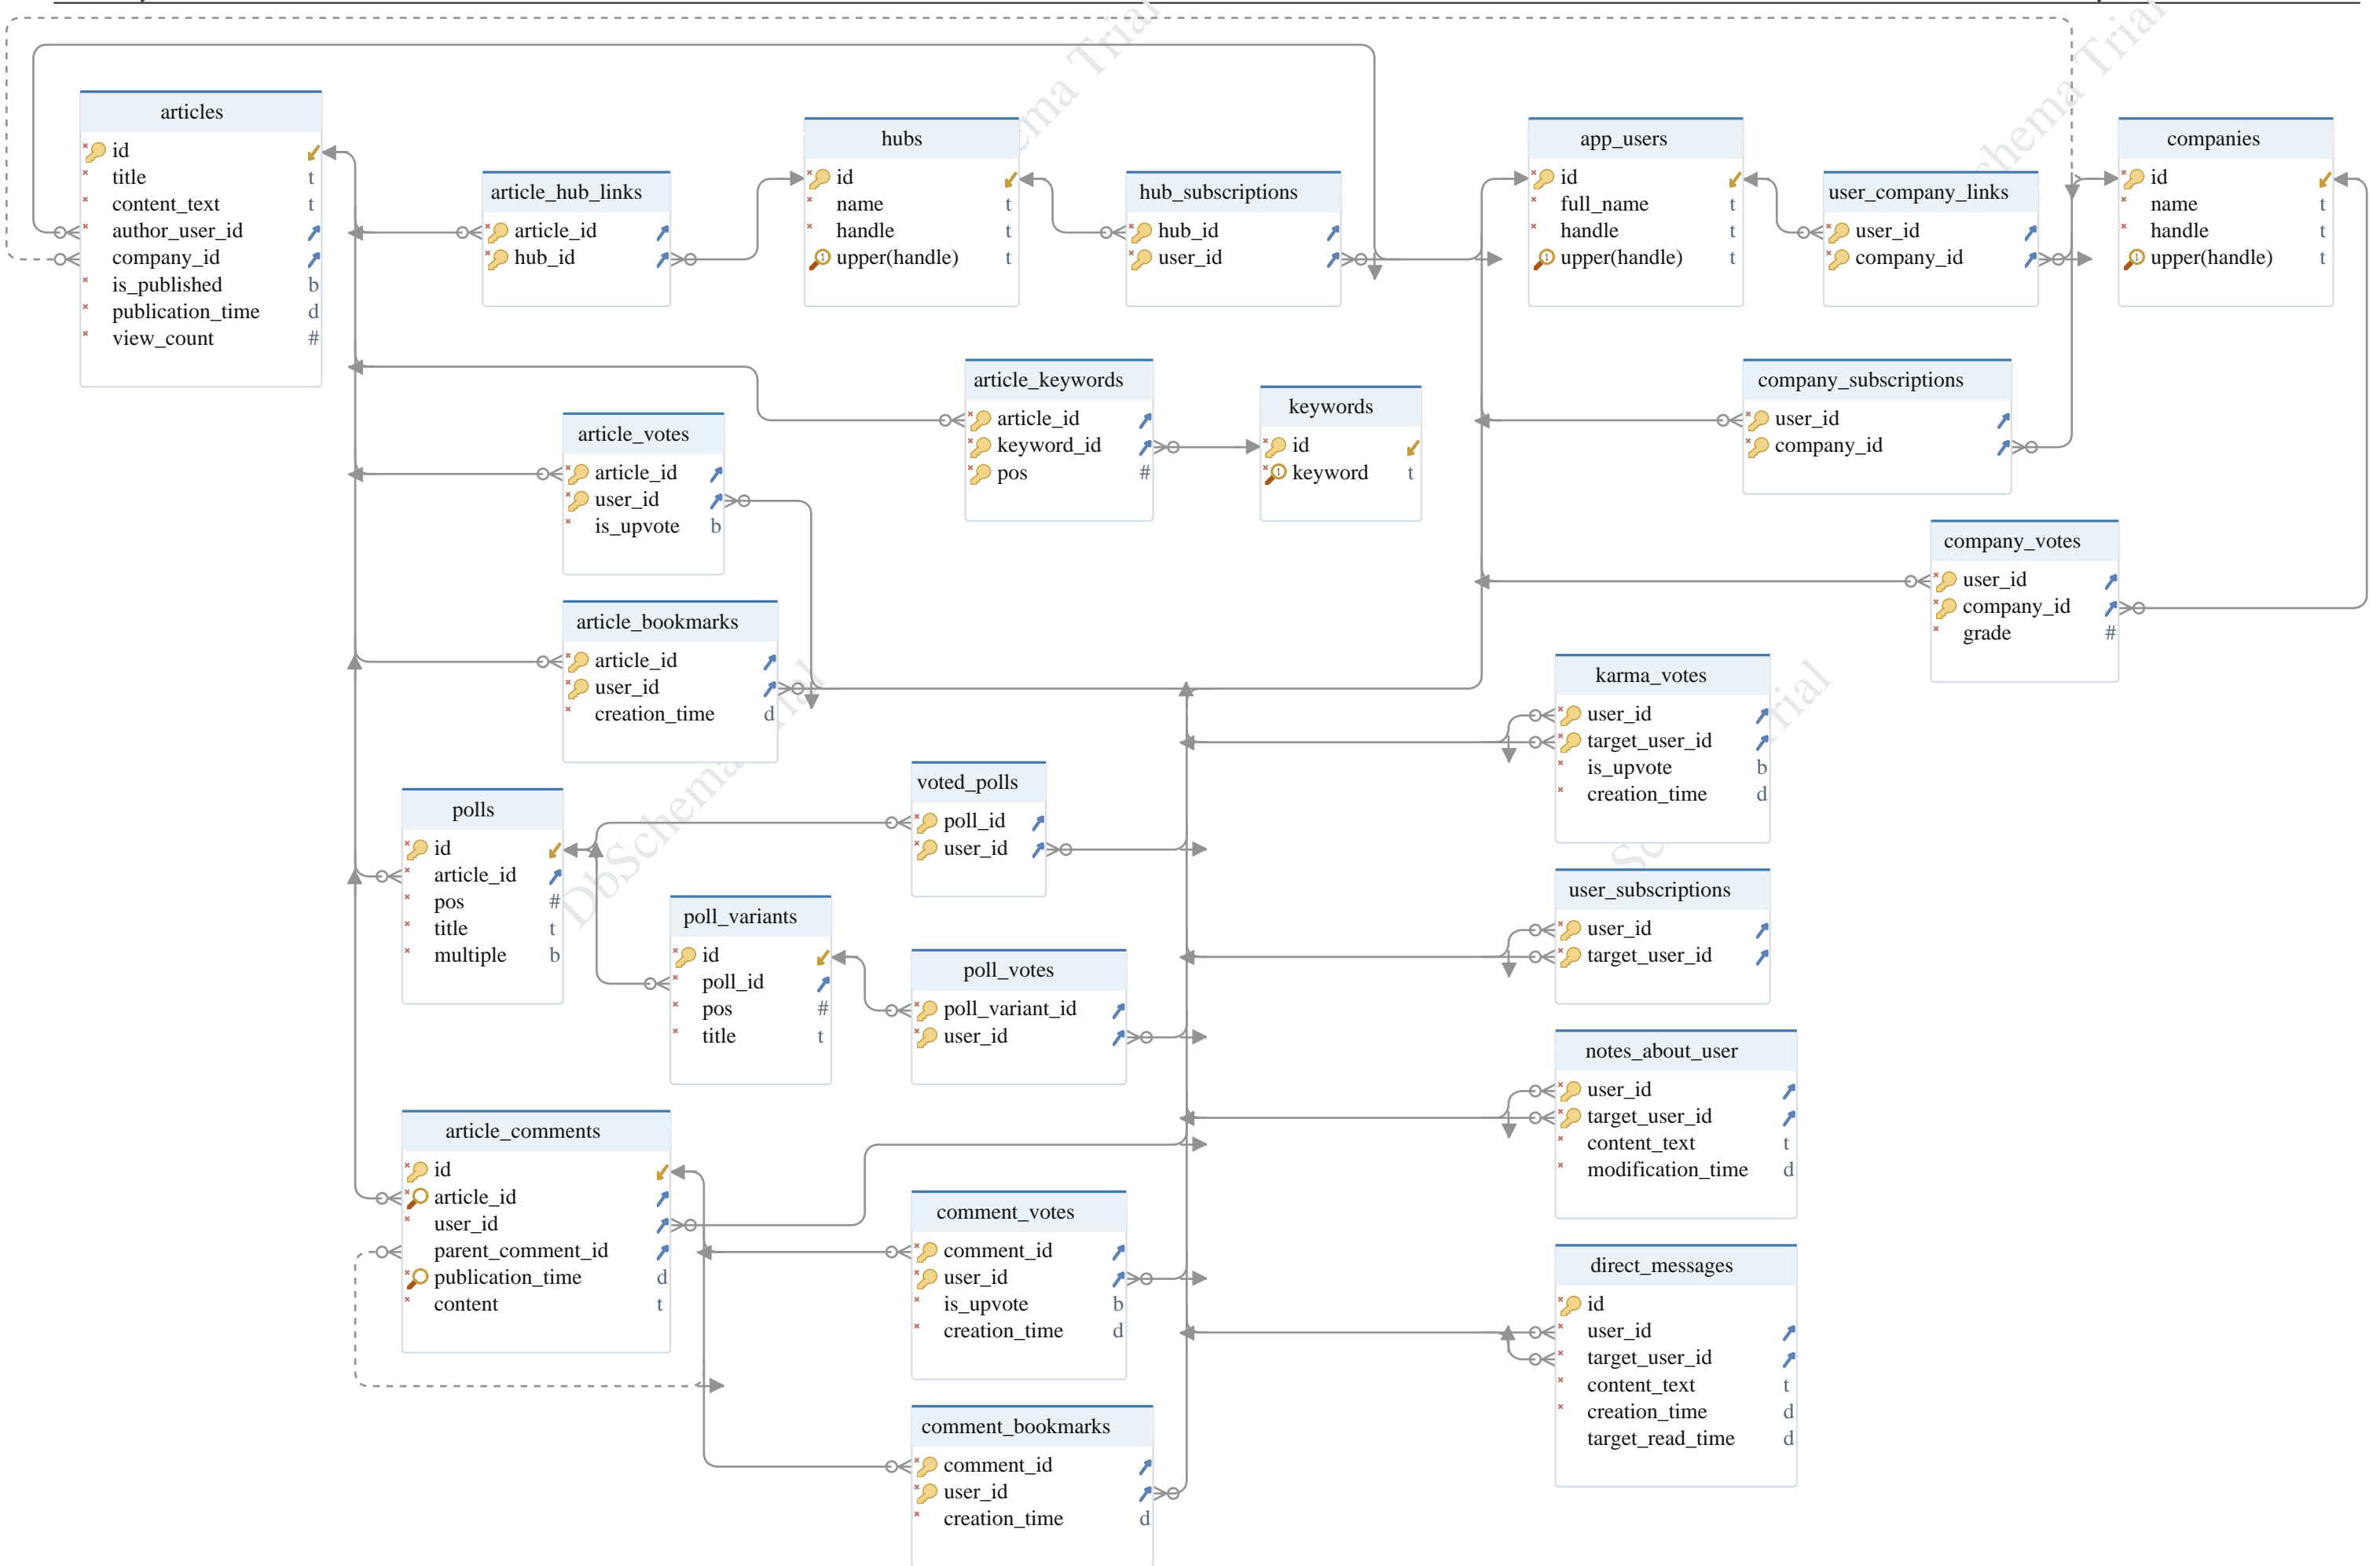 articles
id
title t
content_text t
author_user_id
company_id
is_published b
publication_time d
view_count #
article_hub_links
article_id
hub_id
hubs
id
name t
handle t
upper(handle) t
hub_subscriptions
hub_id
user_id
app_users
id
full_name t
handle t
upper(handle) t
user_company_links
user_id
company_id
companies
id
name t
handle t
upper(handle) t
article_keywords
article_id
keyword_id
pos #
keywords
id
keyword t
company_subscriptions
user_id
company_id
article_votes
article_id
user_id
is_upvote b
company_votes
user_id
company_id
grade #
article_bookmarks
article_id
user_id
creation_time d
karma_votes
user_id
target_user_id
is_upvote b
creation_time d
polls
id
article_id
pos #
title t
multiple b
voted_polls
poll_id
user_id
user_subscriptions
user_id
target_user_id
poll_variants
id
poll_id
pos #
title t
poll_votes
poll_variant_id
user_id
notes_about_user
user_id
target_user_id
content_text t
modification_time d
article_comments
id
article_id
user_id
parent_comment_id
publication_time d
content t
comment_votes
comment_id
user_id
is_upvote b
creation_time d
direct_messages
id
user_id
target_user_id
content_text t
creation_time d
target_read_time d
comment_bookmarks
comment_id
user_id
creation_time d